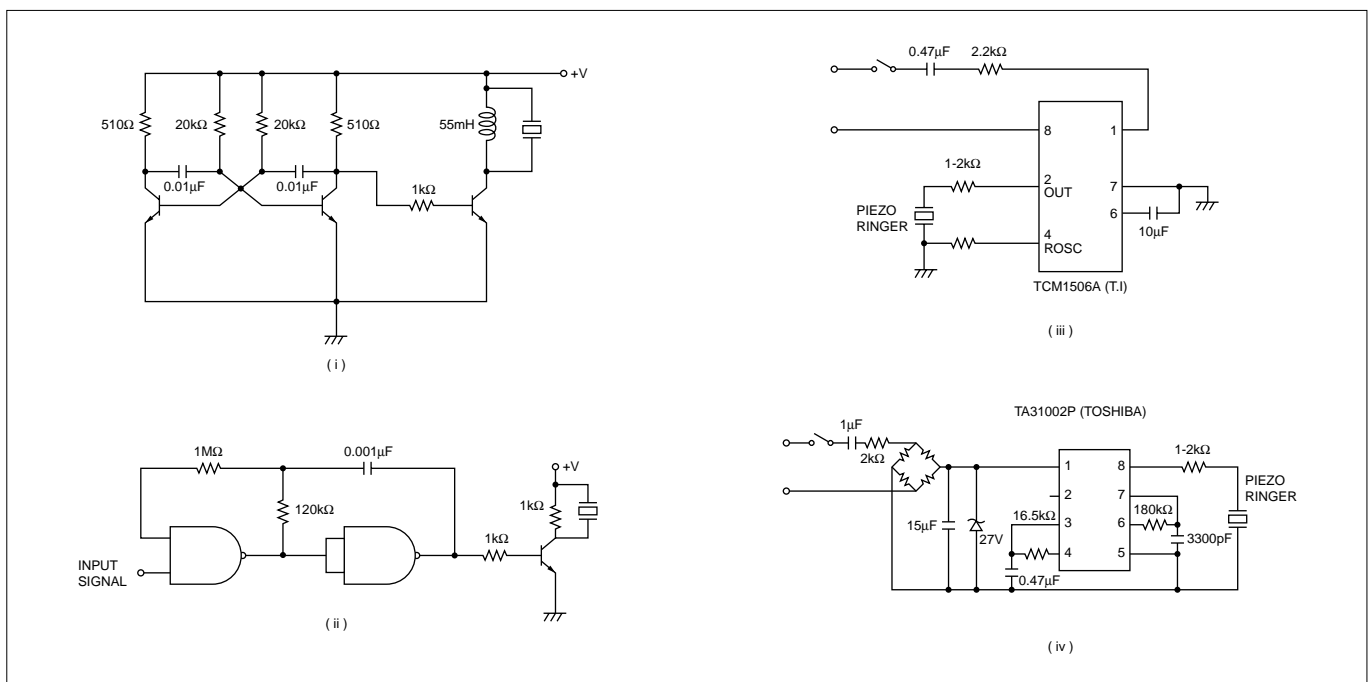 +V
510Ω
20kΩ
20kΩ
510Ω
55mH
0.01µF
0.01µF
1kΩ
( i )
1MΩ
0.001µF
+V
120kΩ
1kΩ
1kΩ
INPUT
SIGNAL
( ii )
0.47µF
2.2kΩ
8
1
1-2kΩ
2
OUT
7
PIEZO
RINGER
6
10µF
4
ROSC
TCM1506A (T.I)
( iii )
TA31002P (TOSHIBA)
1µF
2kΩ
1-2kΩ
1
8
PIEZO
RINGER
2
7
16.5kΩ
180kΩ
15µF
27V
3
6
3300pF
4
5
0.47µF
( iv )